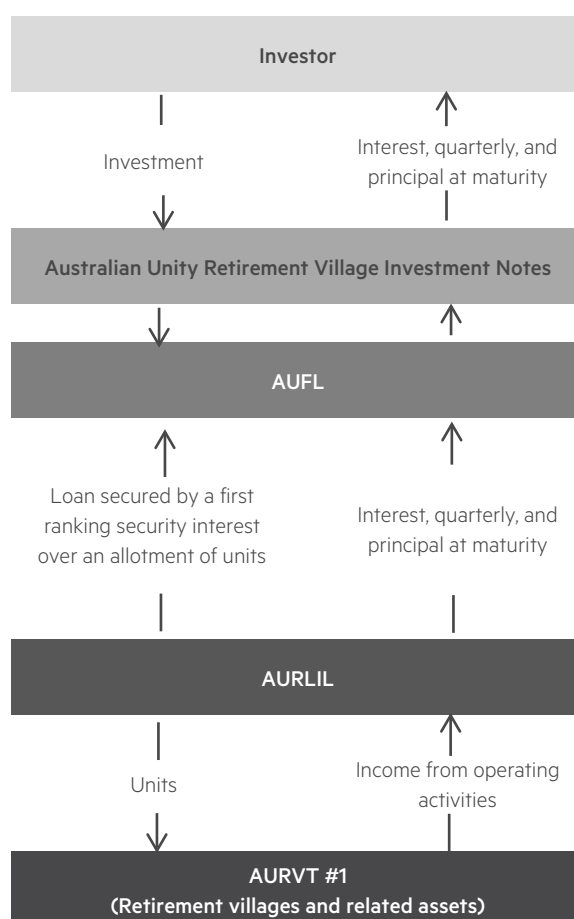 Investor
Investment
Interest, quarterly, and
principal at maturity
Australian Unity Retirement Village Investment Notes
AUFL
Loan secured by a first
ranking security interest
over an allotment of units
Interest, quarterly, and
principal at maturity
AURLIL
Units
Income from operating
activities
AURVT #1
(Retirement villages and related assets)